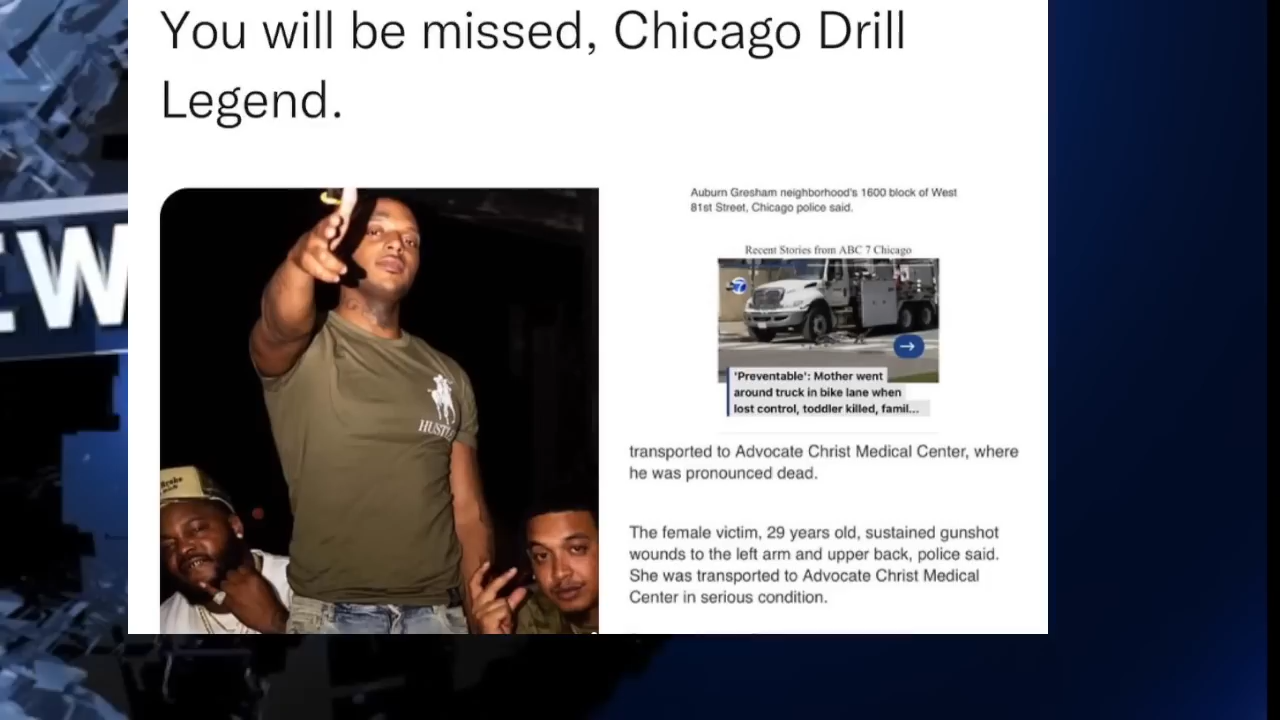 You will be missed, Chicago Drill
Legend.
EW
Auburn Gresham neighborhood's 1600 block of West
81st Street, Chicago police said.
Recent Stories from ABC 7 Chicago
7
'Preventable': Mother went
around truck in bike lane when
lost control, toddler killed, famil...
HUSTLE
transported to Advocate Christ Medical Center, where
he was pronounced dead.
The female victim, 29 years old, sustained gunshot
wounds to the left arm and upper back, police said.
She was transported to Advocate Christ Medical
Center in serious condition.